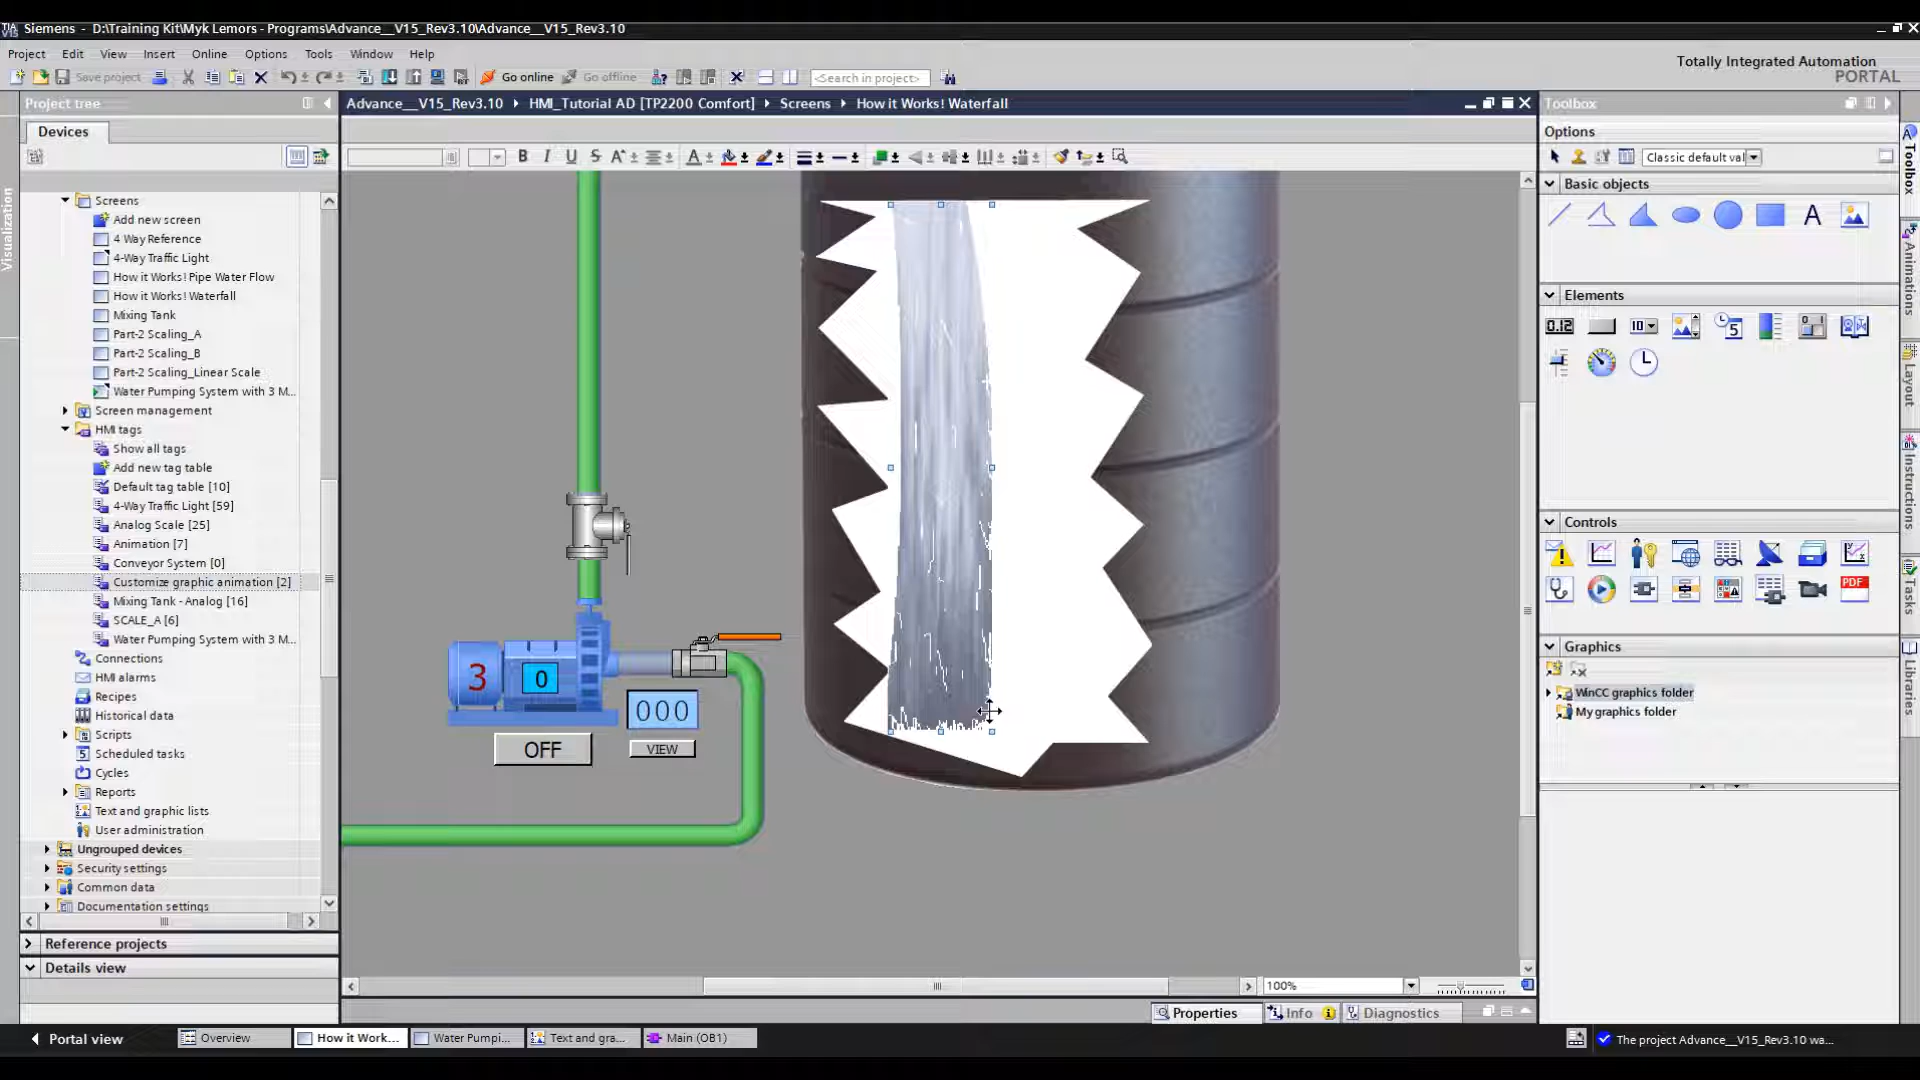 Siemens - D:\Training Kit\Myk Lemors - Programs\Advance__V15_Rev3.10\Advance__V15_Rev3.10
Project Edit View Insert Online Options Tools Window Help
Totally Integrated Automation
PORTAL
Save project
Go online
Go offline
<Search in project>
Project tree
Advance__V15_Rev3.10 HMI_Tutorial AD [TP2200 Comfort] Screens How it Works! Waterfall
Toolbox
Devices
Options
Classic default val
Basic objects
Screens
Add new screen
4 Way Reference
4-Way Traffic Light
How it Works! Pipe Water Flow
How it Works! Waterfall
Mixing Tank
Part-2 Scaling_A
Part-2 Scaling_B
Part-2 Scaling_Linear Scale
Water Pumping System with 3 M...
Screen management
HMI tags
Show all tags
Add new tag table
Default tag table [10]
4-Way Traffic Light [59]
Analog Scale [25]
Animation [7]
Conveyor System [0]
Customize graphic animation [2]
Mixing Tank - Analog [16]
SCALE_A [6]
Water Pumping System with 3 M...
Connections
HMI alarms
Recipes
Historical data
Scripts
Scheduled tasks
Cycles
Reports
Text and graphic lists
User administration
Ungrouped devices
Security settings
Common data
Documentation settings
Reference projects
Details view
Visualization
3
0
000
OFF
VIEW
Elements
Controls
PDF
Graphics
WinCC graphics folder
My graphics folder
Toolbox
Animations
Layout
Instructions
Tasks
Libraries
100%
Properties Info Diagnostics
Portal view
Overview
How it Work...
Water Pumpi...
Text and gra...
Main (OB1)
The project Advance__V15_Rev3.10 wa...